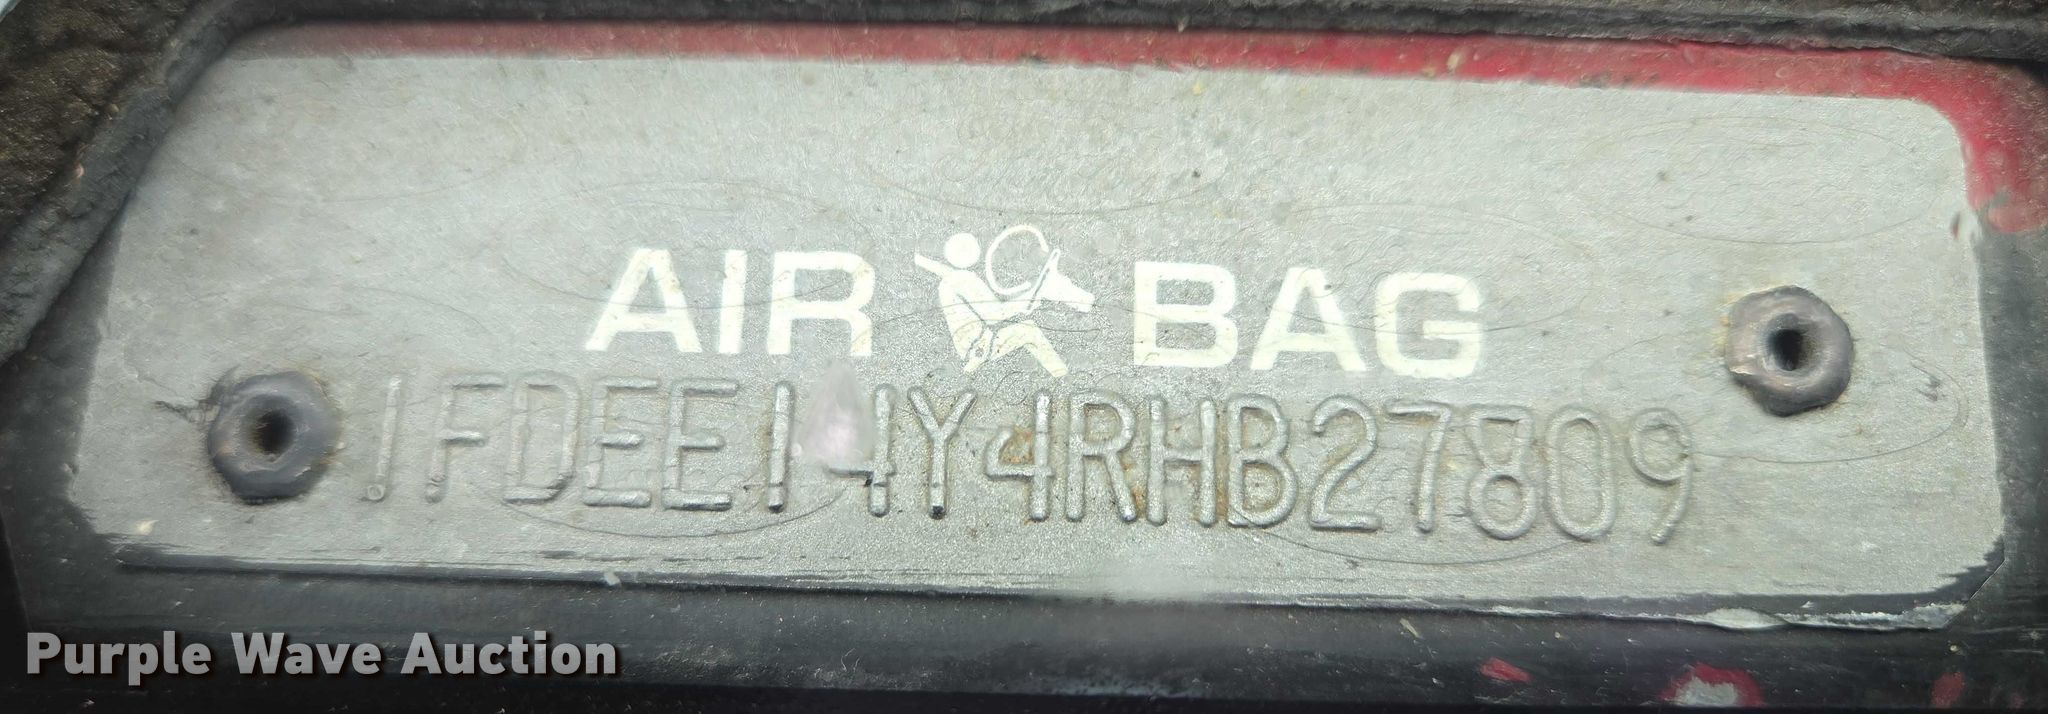 AIR BAG
1FDEE14Y4RHB27809
Purple Wave Auction